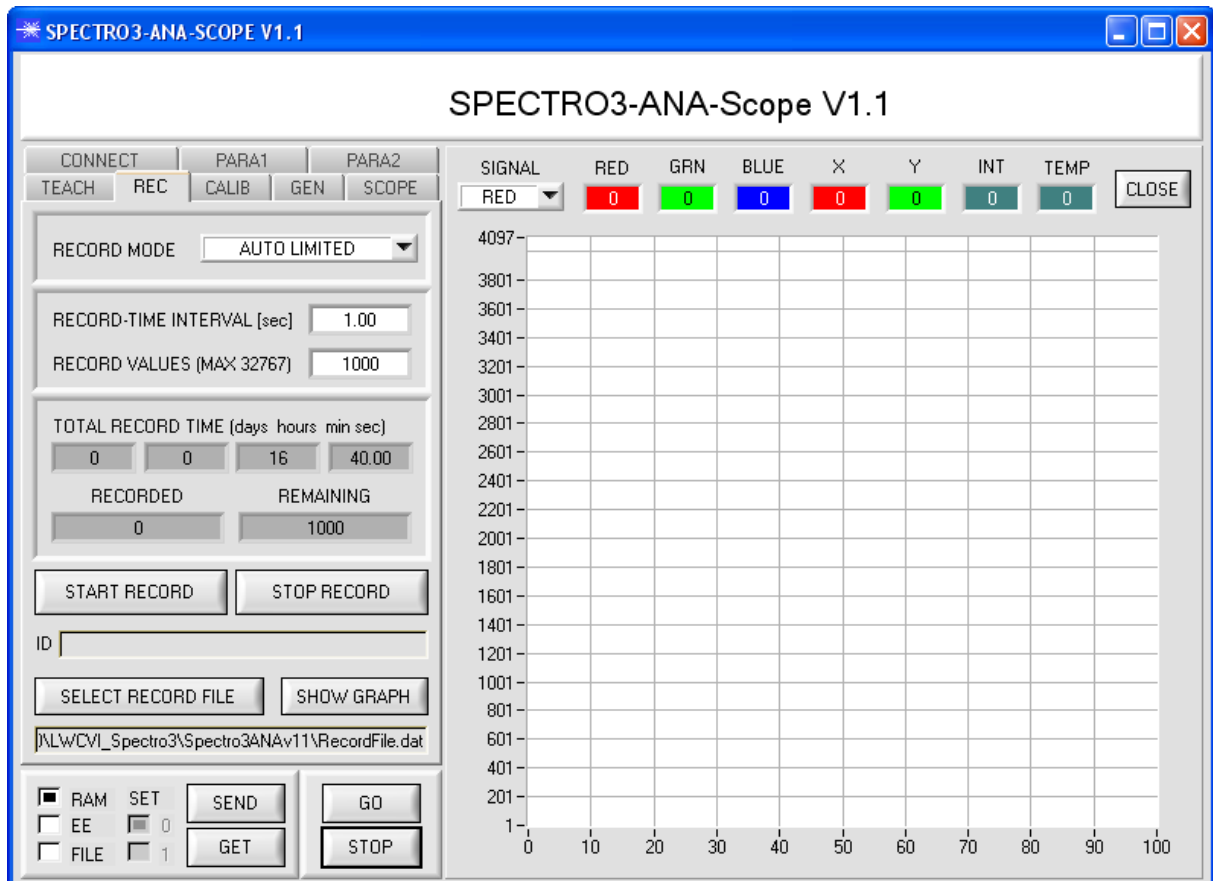 SPECTRO3-ANA-SCOPE V1.1
SPECTRO3-ANA-Scope V1.1
CONNECT PARA1 PARA2
TEACH REC CALIB GEN SCOPE
RECORD MODE AUTO LIMITED
RECORD-TIME INTERVAL [sec] 1.00
RECORD VALUES (MAX 32767) 1000
TOTAL RECORD TIME (days hours min sec)
0 0 16 40.00
RECORDED REMAINING
0 1000
START RECORD STOP RECORD
ID
SELECT RECORD FILE SHOW GRAPH
)\LWCVI_Spectro3\Spectro3ANAv11\RecordFile.dat
RAM SET SEND GO
EE 0
FILE 1 GET STOP
SIGNAL RED GRN BLUE X Y INT TEMP
RED 0 0 0 0 0 0 0 CLOSE
4097
3801
3601
3401
3201
3001
2801
2601
2401
2201
2001
1801
1601
1401
1201
1001
801
601
401
201
1
0 10 20 30 40 50 60 70 80 90 100